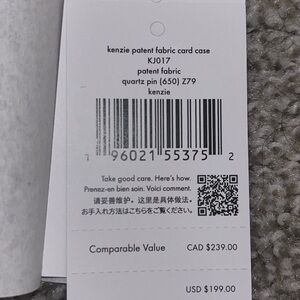 kenzie patent fabric card case
KJ017
patent fabric
quartz pin (650) Z79
kenzie
1 96021 55375 2
Take good care. Here's how.
Prenez-en bien soin. Voici comment.
请妥善维护。这里是具体做法。
お手入れ方法はこちらをご覧ください。
Comparable Value CAD $239.00
USD $199.00